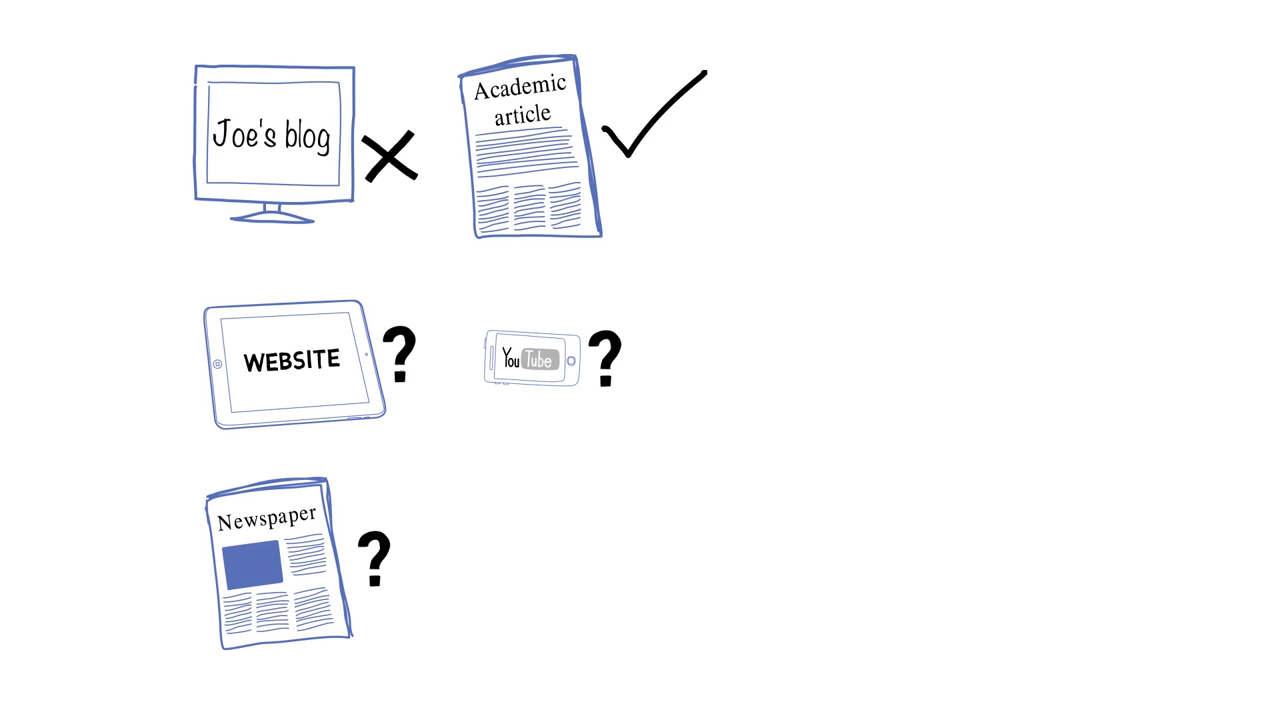 Joe's blog
Academic
article
WEBSITE
?
YouTube
?
Newspaper
?